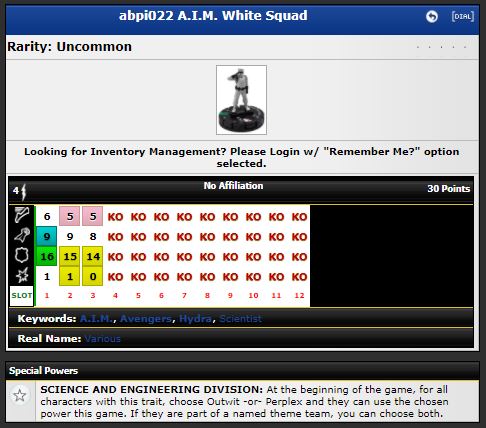 abpi022 A.I.M. White Squad
[DIAL]
Rarity: Uncommon
Looking for Inventory Management? Please Login w/ "Remember Me?" option
selected.
4 No Affiliation 30 Points
6 5 5 KO KO KO KO KO KO KO KO KO
9 9 8 KO KO KO KO KO KO KO KO KO
16 15 14 KO KO KO KO KO KO KO KO KO
1 1 0 KO KO KO KO KO KO KO KO KO
SLOT 1 2 3 4 5 6 7 8 9 10 11 12
Keywords: A.I.M., Avengers, Hydra, Scientist
Real Name: Various
Special Powers
SCIENCE AND ENGINEERING DIVISION: At the beginning of the game, for all
characters with this trait, choose Outwit -or- Perplex and they can use the chosen
power this game. If they are part of a named theme team, you can choose both.